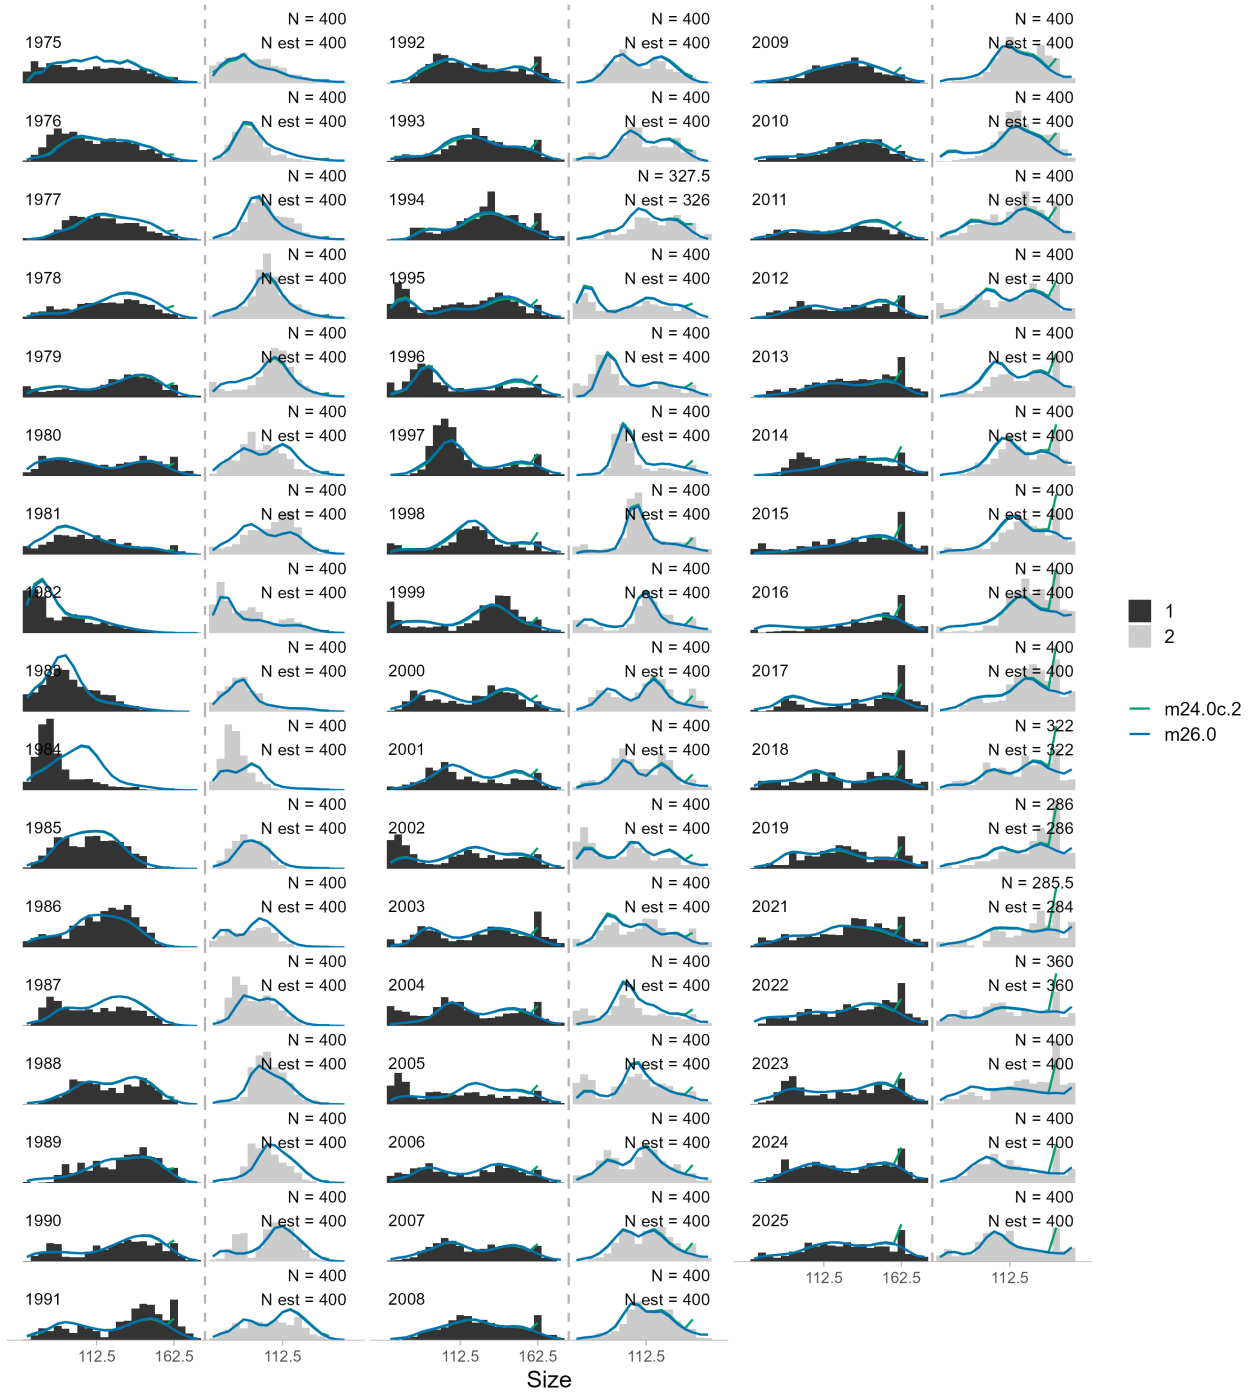 N = 400
1975
N est = 400
N = 400
1976
N est = 400
N = 400
1977
N est = 400
N = 400
1978
N est = 400
N = 400
1979
N est = 400
N = 400
1980
N est = 400
N = 400
1981
N est = 400
N = 400
1982
N est = 400
N = 400
1983
N est = 400
N = 400
1984
N est = 400
N = 400
1985
N est = 400
N = 400
1986
N est = 400
N = 400
1987
N est = 400
N = 400
1988
N est = 400
N = 400
1989
N est = 400
N = 400
1990
N est = 400
N = 400
1991
N est = 400
112.5 162.5 112.5
N = 400
1992
N est = 400
N = 400
1993
N est = 400
N = 327.5
1994
N est = 326
N = 400
1995
N est = 400
N = 400
1996
N est = 400
N = 400
1997
N est = 400
N = 400
1998
N est = 400
N = 400
1999
N est = 400
N = 400
2000
N est = 400
N = 400
2001
N est = 400
N = 400
2002
N est = 400
N = 400
2003
N est = 400
N = 400
2004
N est = 400
N = 400
2005
N est = 400
N = 400
2006
N est = 400
N = 400
2007
N est = 400
N = 400
2008
N est = 400
112.5 162.5 112.5
N = 400
2009
N est = 400
N = 400
2010
N est = 400
N = 400
2011
N est = 400
N = 400
2012
N est = 400
N = 400
2013
N est = 400
N = 400
2014
N est = 400
N = 400
2015
N est = 400
N = 400
2016
N est = 400
N = 400
2017
N est = 400
N = 322
2018
N est = 322
N = 286
2019
N est = 286
N = 285.5
2021
N est = 284
N = 360
2022
N est = 360
N = 400
2023
N est = 400
N = 400
2024
N est = 400
N = 400
2025
N est = 400
112.5 162.5 112.5
Size
1
2
m24.0c.2
m26.0